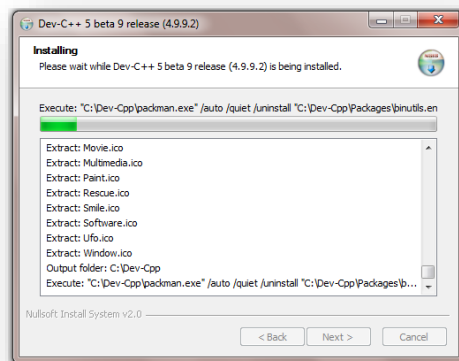 Dev-C++ 5 beta 9 release (4.9.9.2)
Installing
Please wait while Dev-C++ 5 beta 9 release (4.9.9.2) is being installed.
Execute: "C:\Dev-Cpp\packman.exe" /auto /quiet /uninstall "C:\Dev-Cpp\Packages\binutils.en
Extract: Movie.ico
Extract: Multimedia.ico
Extract: Paint.ico
Extract: Rescue.ico
Extract: Smile.ico
Extract: Software.ico
Extract: Ufo.ico
Extract: Window.ico
Output folder: C:\Dev-Cpp
Execute: "C:\Dev-Cpp\packman.exe" /auto /quiet /uninstall "C:\Dev-Cpp\Packages\b...
Nullsoft Install System v2.0
< Back Next > Cancel